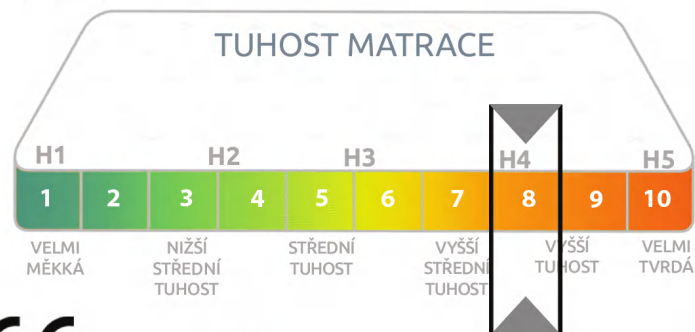 TUHOST MATRACE
H1 H2 H3 H4 H5
1 2 3 4 5 6 7 8 9 10
VELMI NIŽŠÍ STŘEDNÍ VYŠŠÍ VYŠŠÍ VELMI
MĚKKÁ STŘEDNÍ TUHOST STŘEDNÍ TUHOST TVRDÁ
TUHOST TUHOST